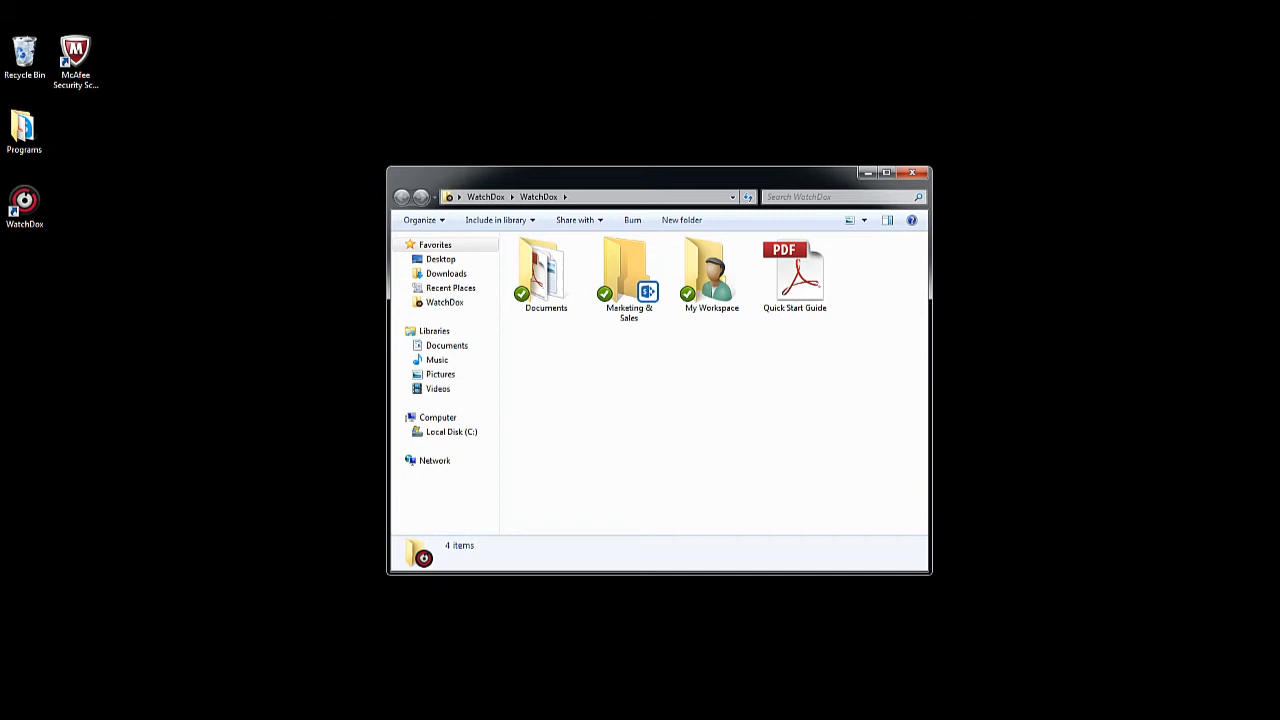 Recycle Bin
McAfee
Security Sc...
Programs
WatchDox
WatchDox
WatchDox
Search WatchDox
Organize
Include in library
Share with
Burn
New folder
Favorites
Desktop
Downloads
Recent Places
WatchDox
Libraries
Documents
Music
Pictures
Videos
Computer
Local Disk (C:)
Network
Documents
Marketing &
Sales
My Workspace
PDF
Quick Start Guide
4 items